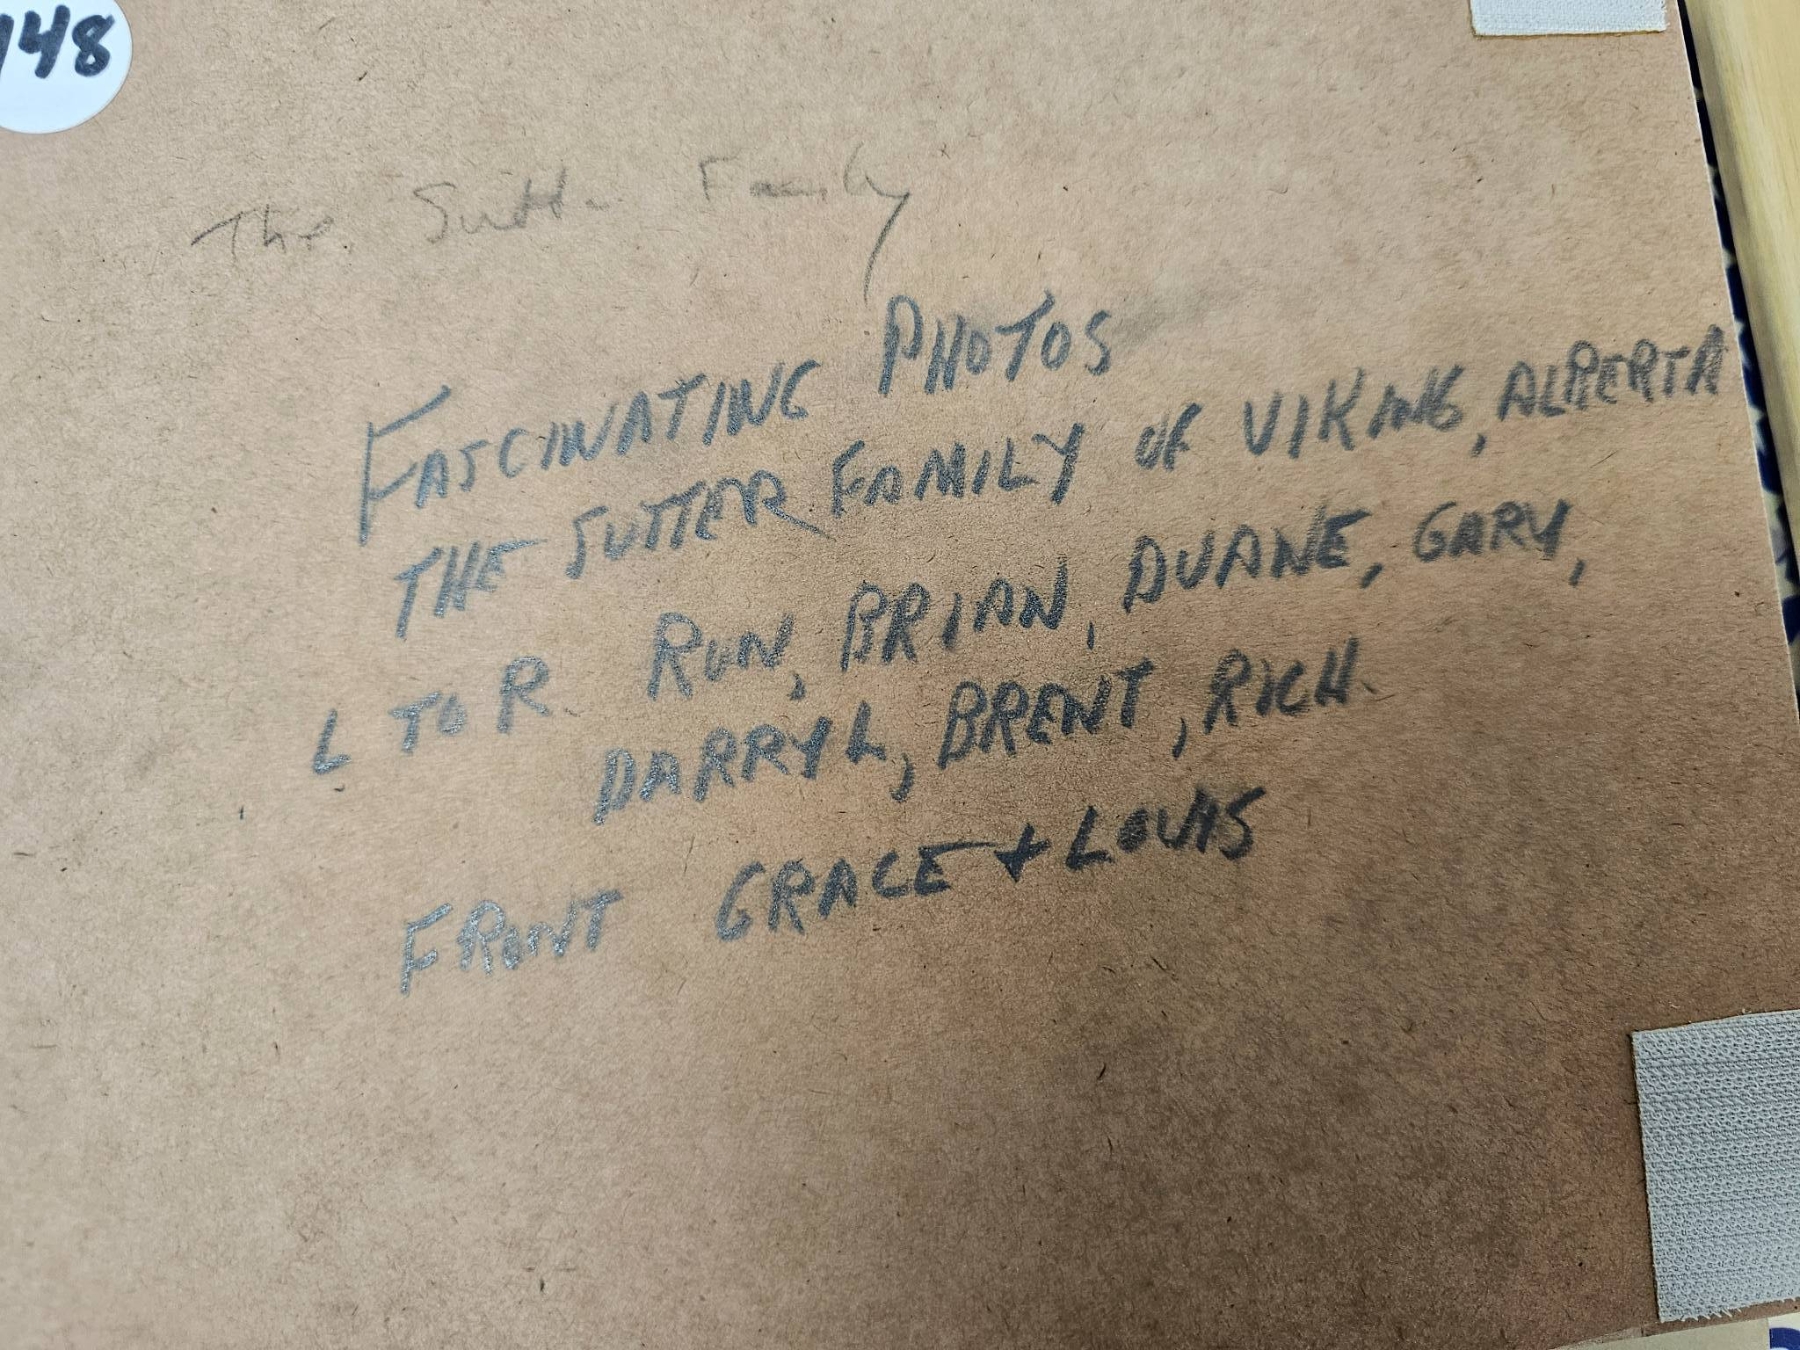 148
The Sutter Family
FASCINATING PHOTOS
THE SUTTER FAMILY OF VIKING, ALBERTA
L TO R. RON, BRIAN, DUANE, GARY,
DARRYL, BRENT, RICH.
FRONT GRACE + LOUIS